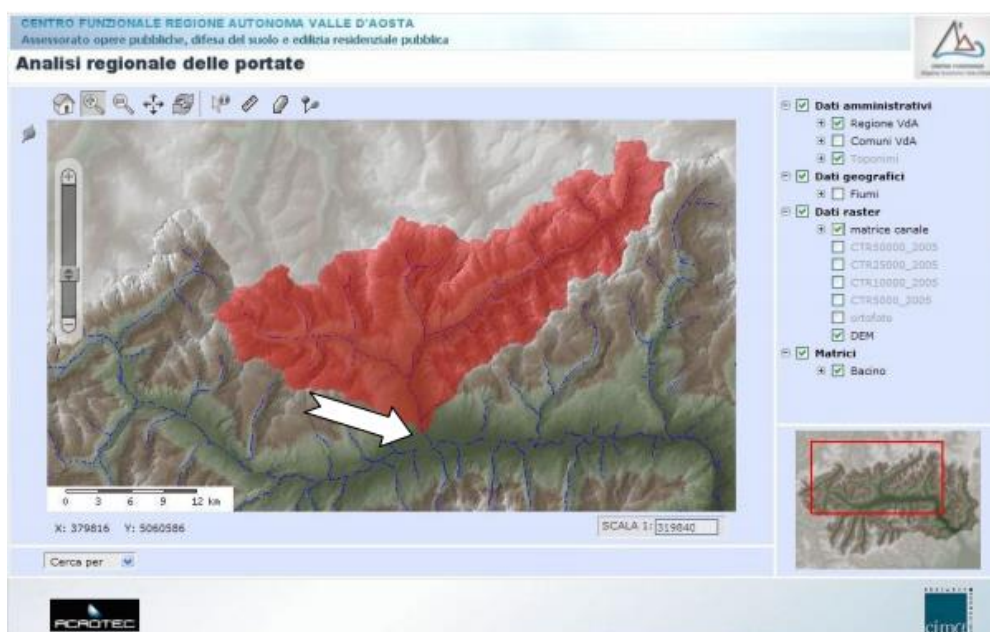 CENTRO FUNZIONALE REGIONE AUTONOMA VALLE D'AOSTA
Assessorato opere pubbliche, difesa del suolo e edilizia residenziale pubblica
Analisi regionale delle portate
Dati amministrativi
Regione VdA
Comuni VdA
Toponimi
Dati geografici
Fiumi
Dati raster
matrice canale
CTR50000_2005
CTR25000_2005
CTR10000_2005
CTR5000_2005
ortofoto
DEM
Matrici
Bacino
0 3 6 9 12 km
X: 379816 Y: 5060586
SCALA 1: 319840
Cerca per
ACROTEC
cima